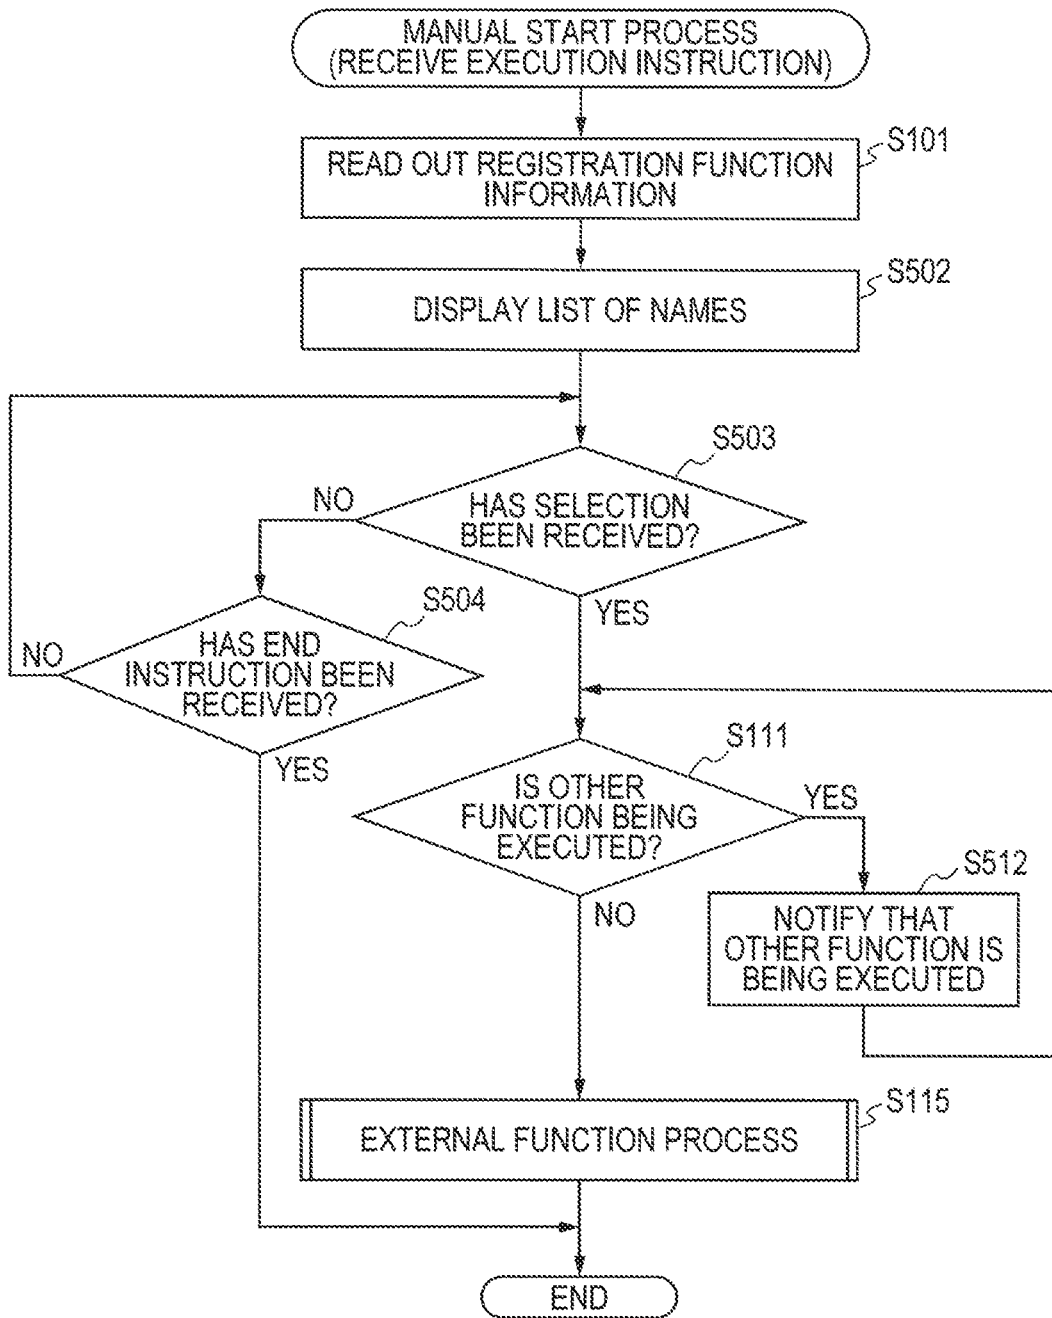 MANUAL START PROCESS
(RECEIVE EXECUTION INSTRUCTION)
S101
READ OUT REGISTRATION FUNCTION
INFORMATION
S502
DISPLAY LIST OF NAMES
S503
NO
HAS SELECTION
BEEN RECEIVED?
YES
S504
NO
HAS END
INSTRUCTION BEEN
RECEIVED?
YES
S111
IS OTHER
FUNCTION BEING
EXECUTED?
YES
NO
S512
NOTIFY THAT
OTHER FUNCTION IS
BEING EXECUTED
S115
EXTERNAL FUNCTION PROCESS
END